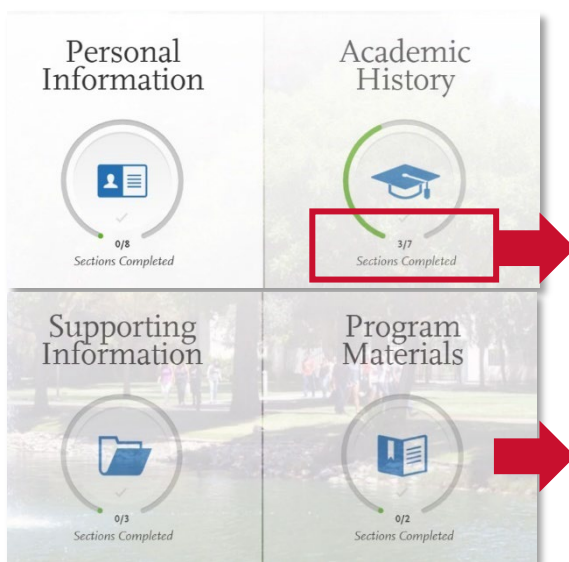 Personal
Information
0/8
Sections Completed
Academic
History
3/7
Sections Completed
Supporting
Information
0/3
Sections Completed
Program
Materials
0/2
Sections Completed